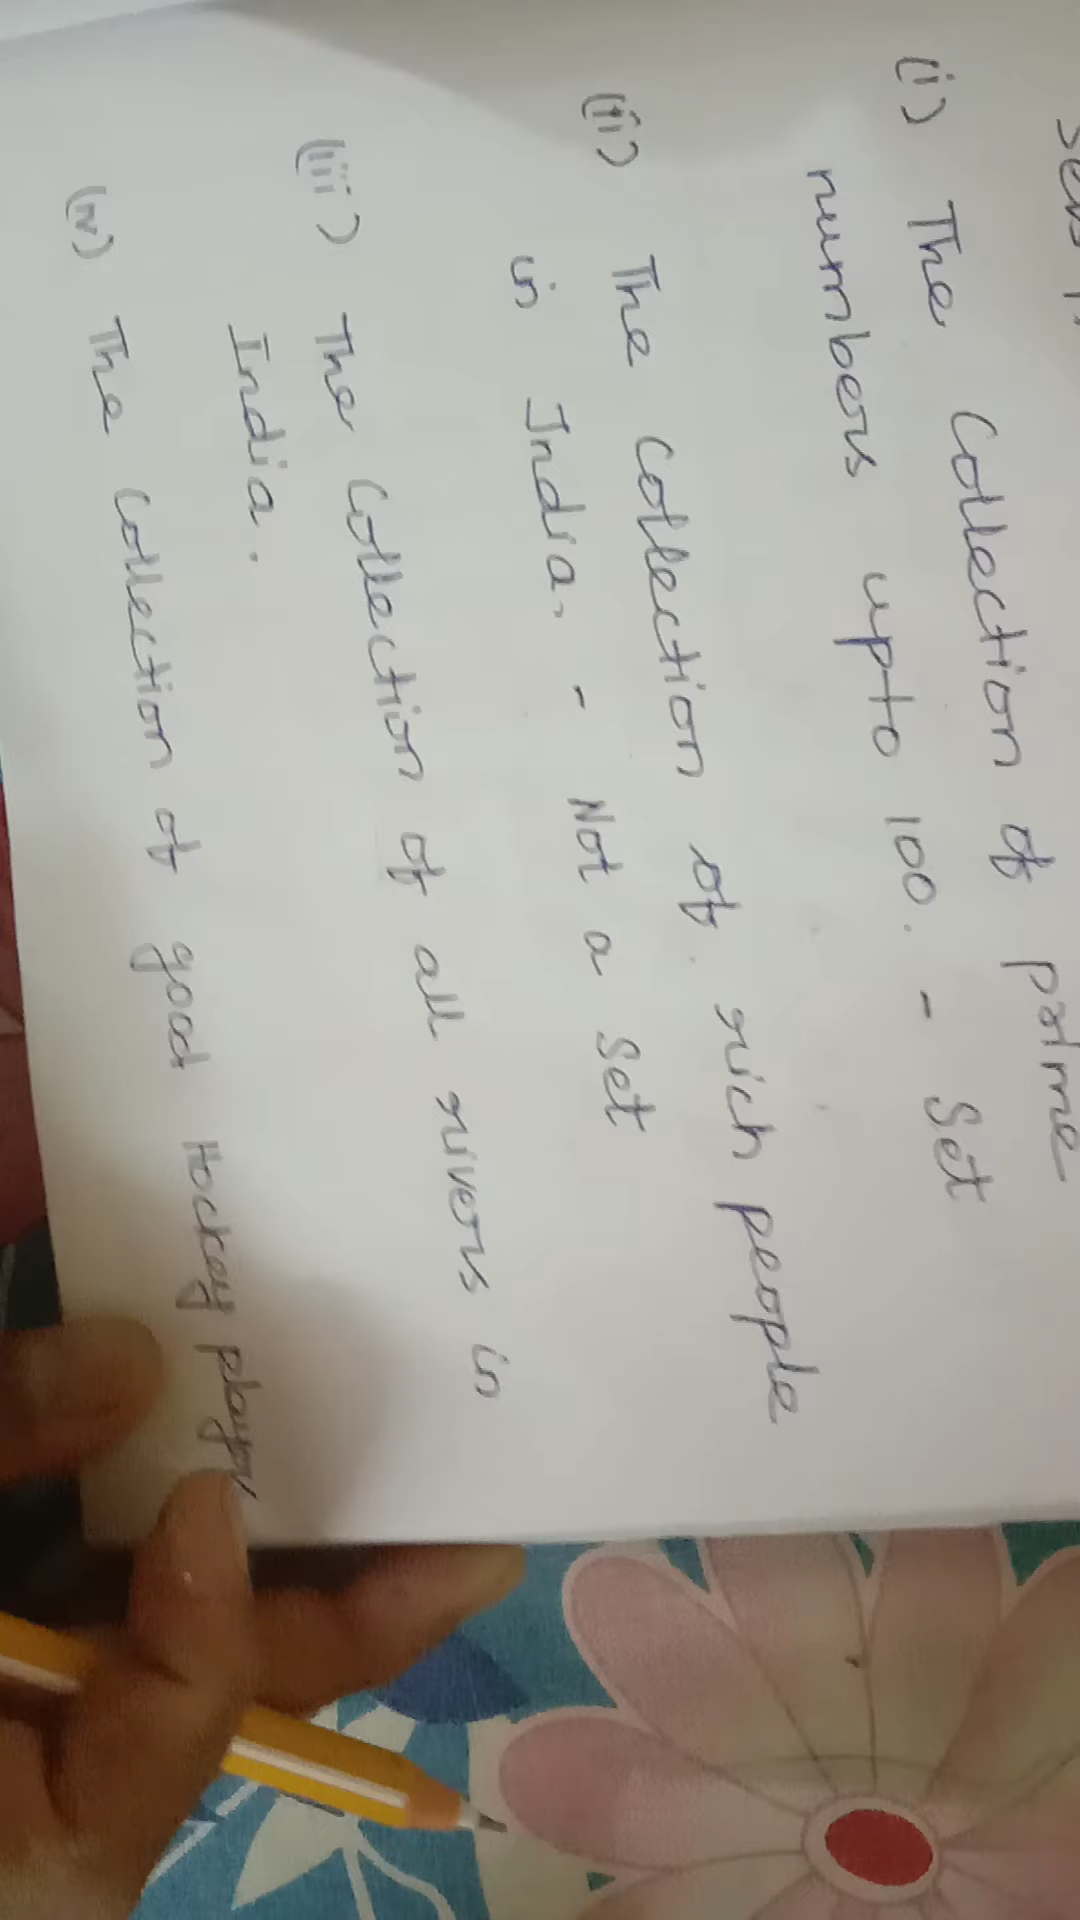 (i) The Collection of prime
numbers upto 100. - Set
(ii) The Collection of rich people
in India. - Not a Set
(iii) The Collection of all rivers in
India.
(iv) The Collection of good Hockey player